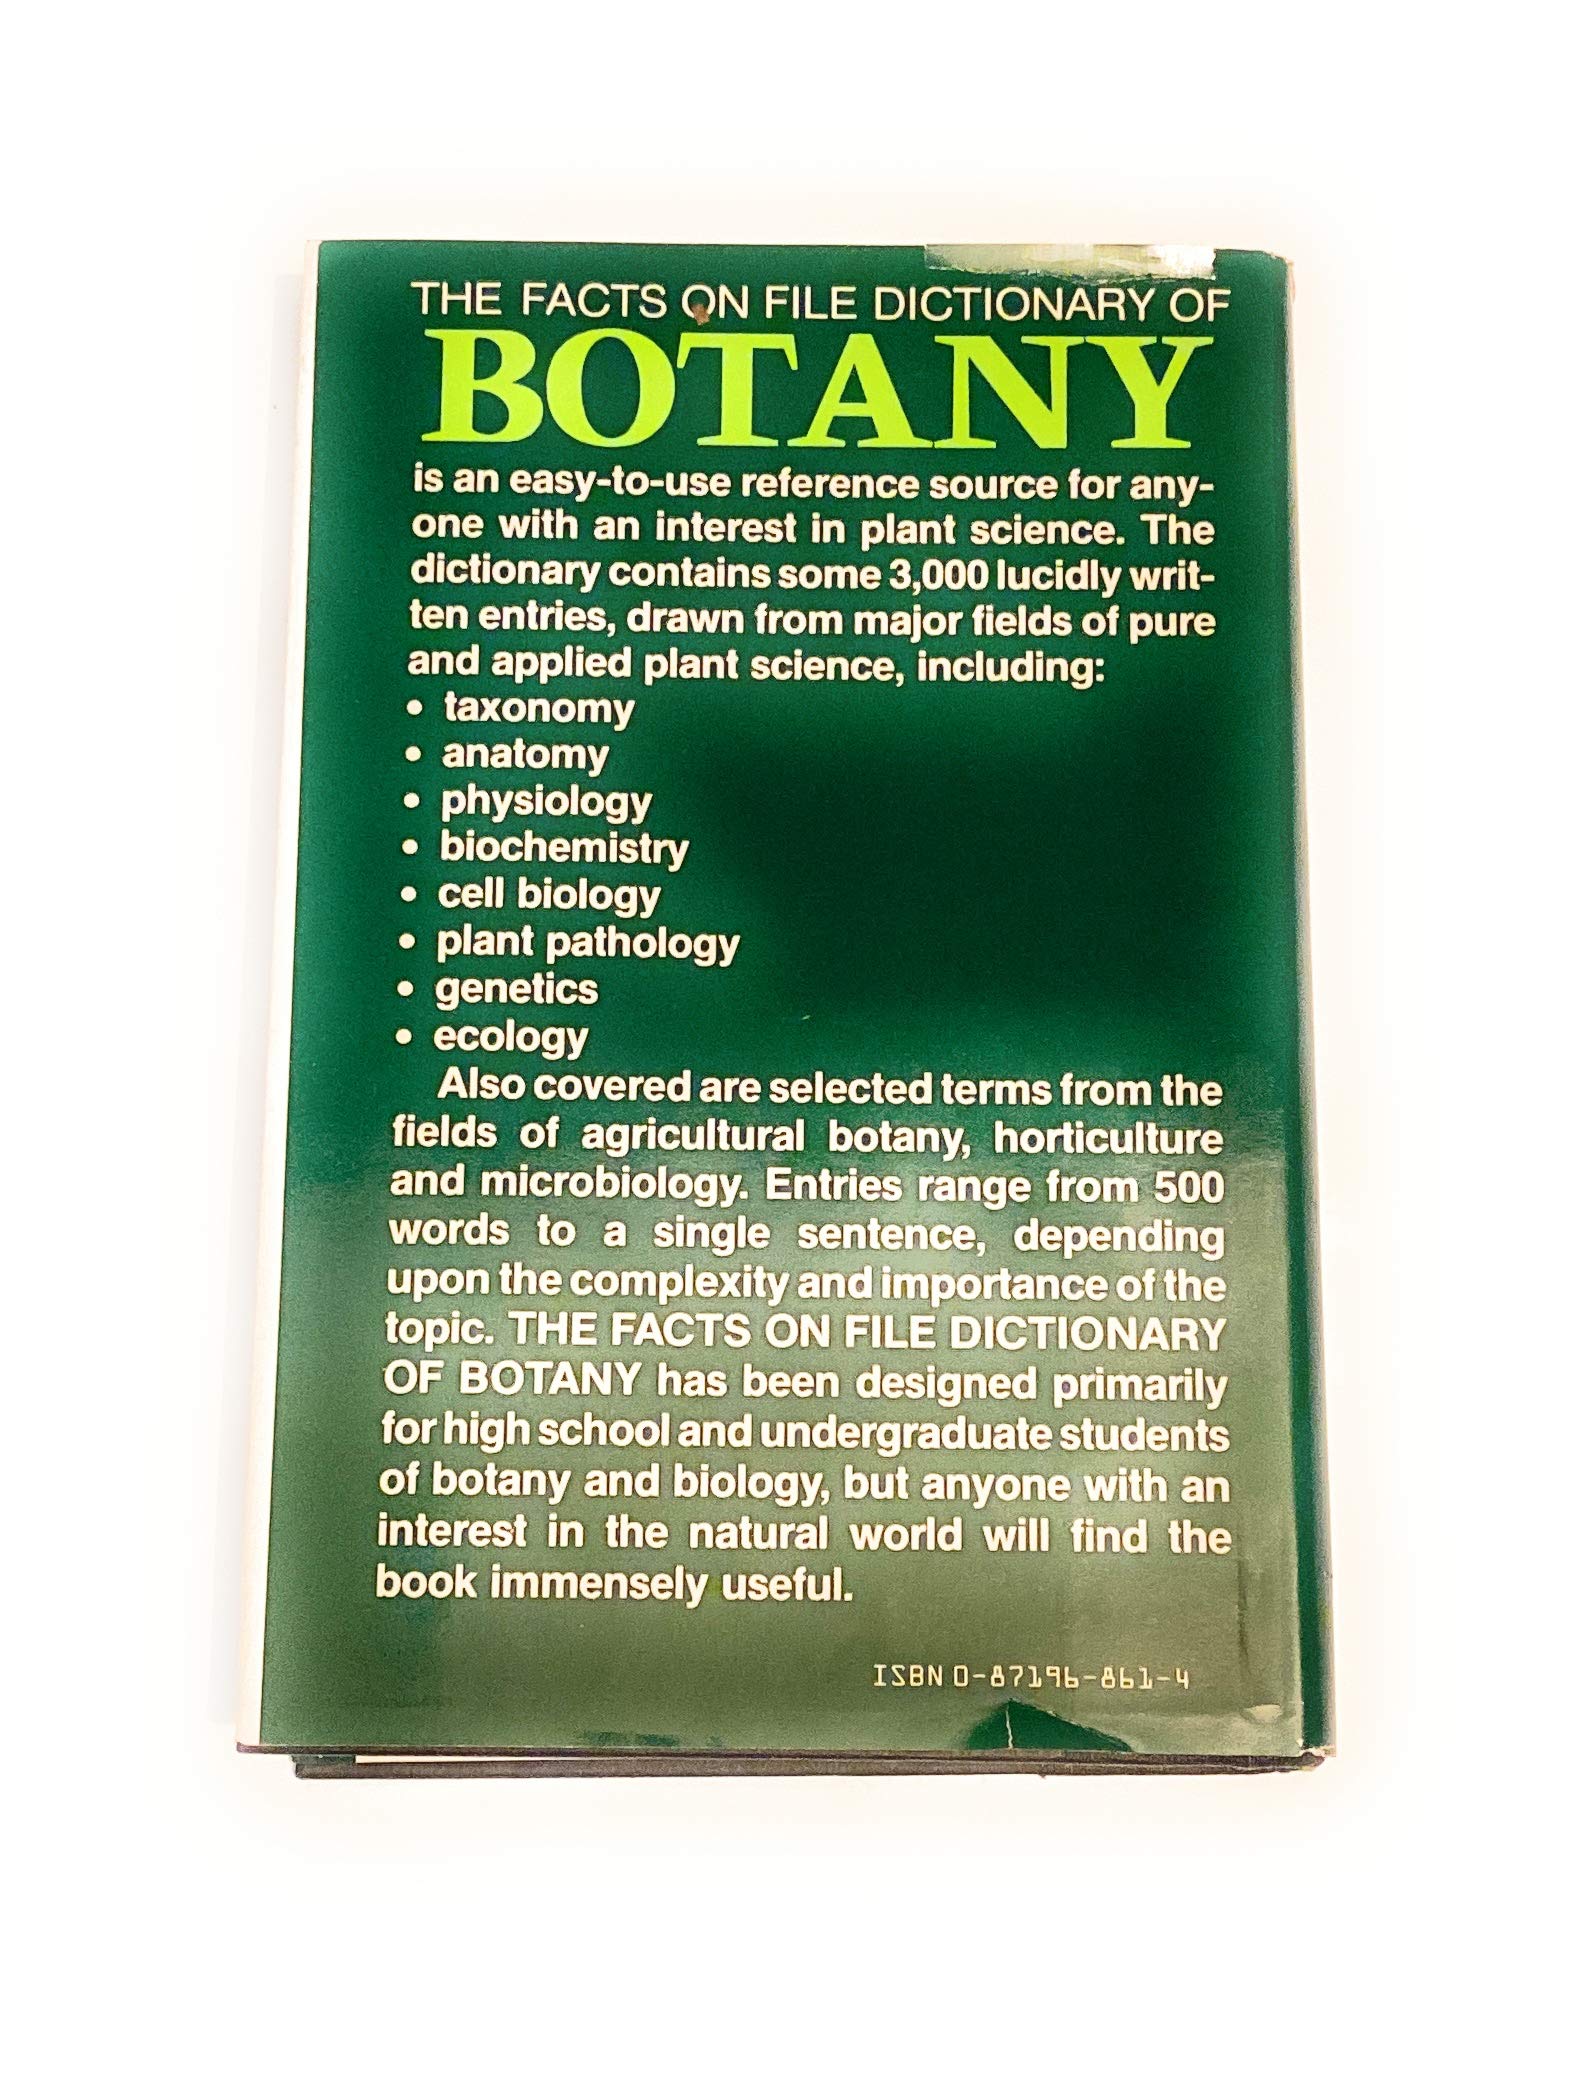 THE FACTS ON FILE DICTIONARY OF
BOTANY
is an easy-to-use reference source for any-
one with an interest in plant science. The
dictionary contains some 3,000 lucidly writ-
ten entries, drawn from major fields of pure
and applied plant science, including:
• taxonomy
• anatomy
• physiology
• biochemistry
• cell biology
• plant pathology
• genetics
• ecology
Also covered are selected terms from the
fields of agricultural botany, horticulture
and microbiology. Entries range from 500
words to a single sentence, depending
upon the complexity and importance of the
topic. THE FACTS ON FILE DICTIONARY
OF BOTANY has been designed primarily
for high school and undergraduate students
of botany and biology, but anyone with an
interest in the natural world will find the
book immensely useful.
ISBN 0-87196-861-4